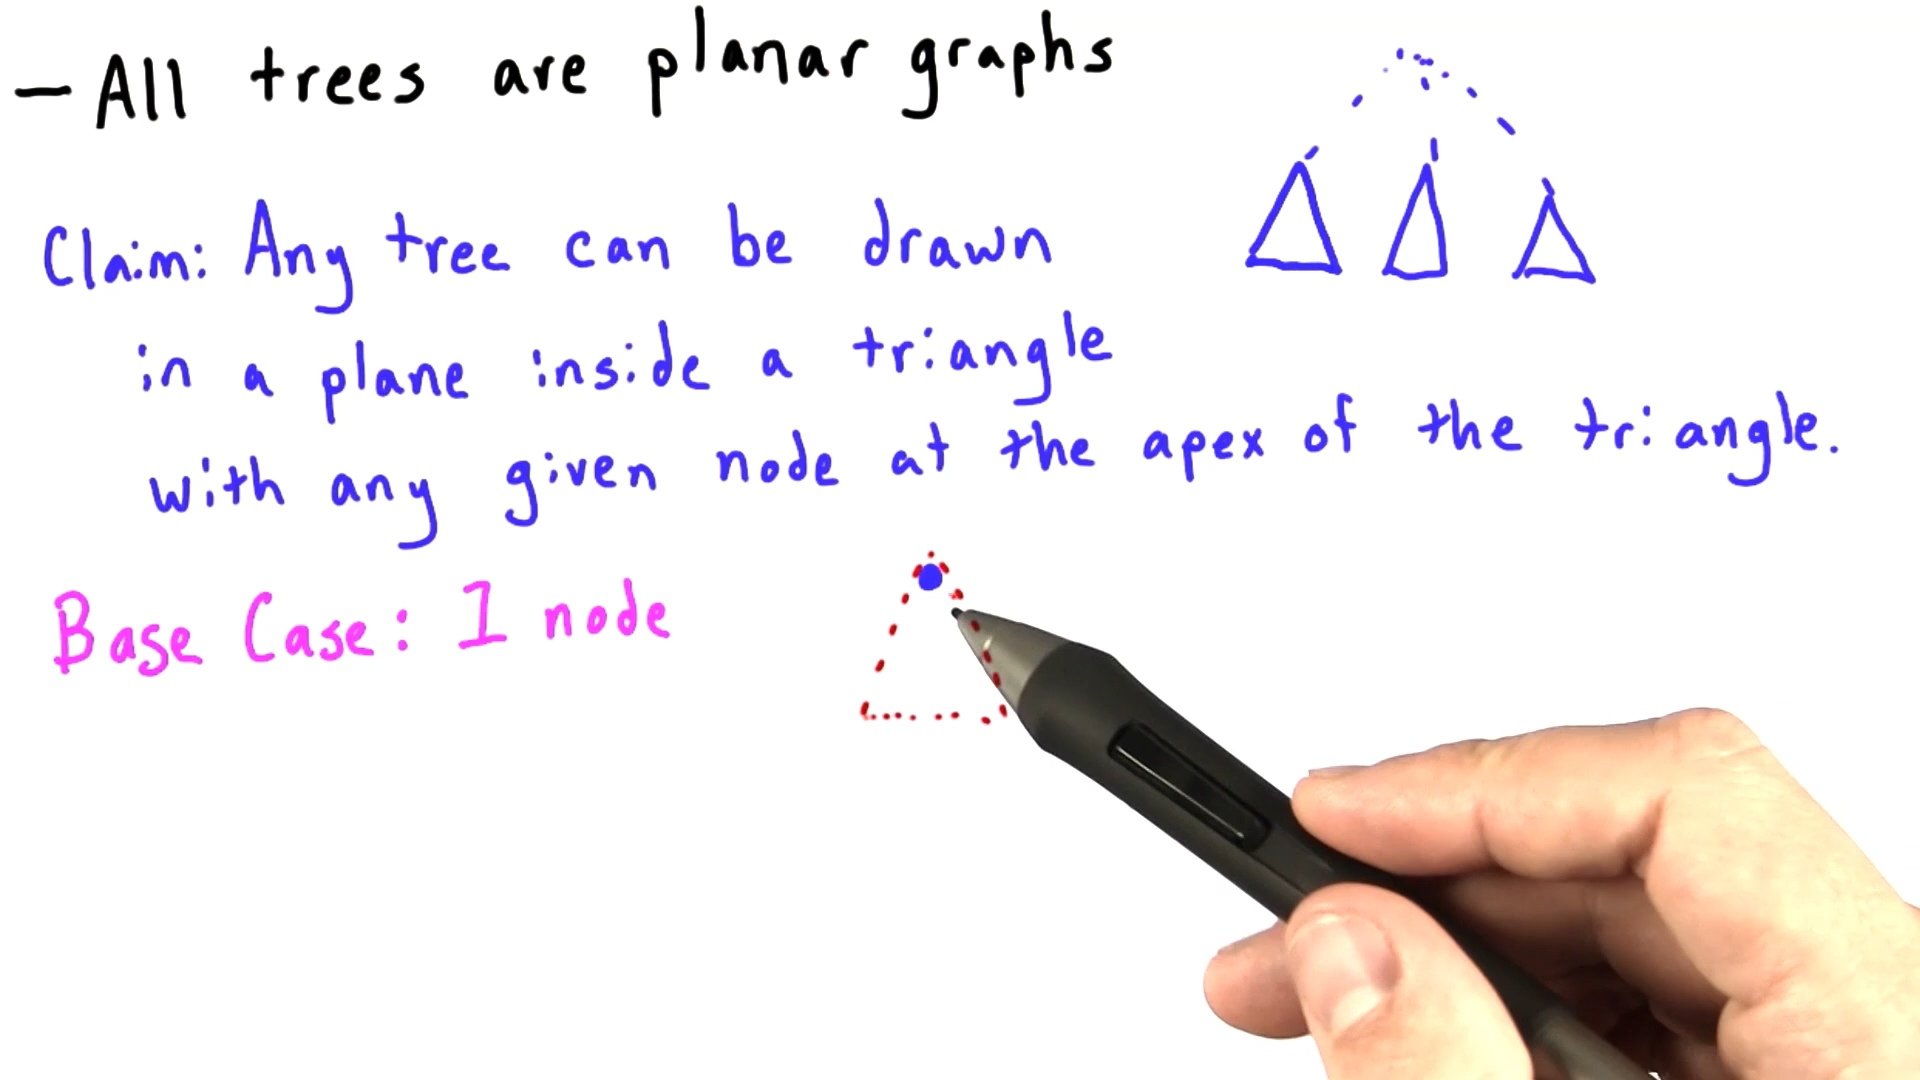 - All trees are planar graphs
Claim: Any tree can be drawn
in a plane inside a triangle
with any given node at the apex of the triangle.
Base Case: 1 node